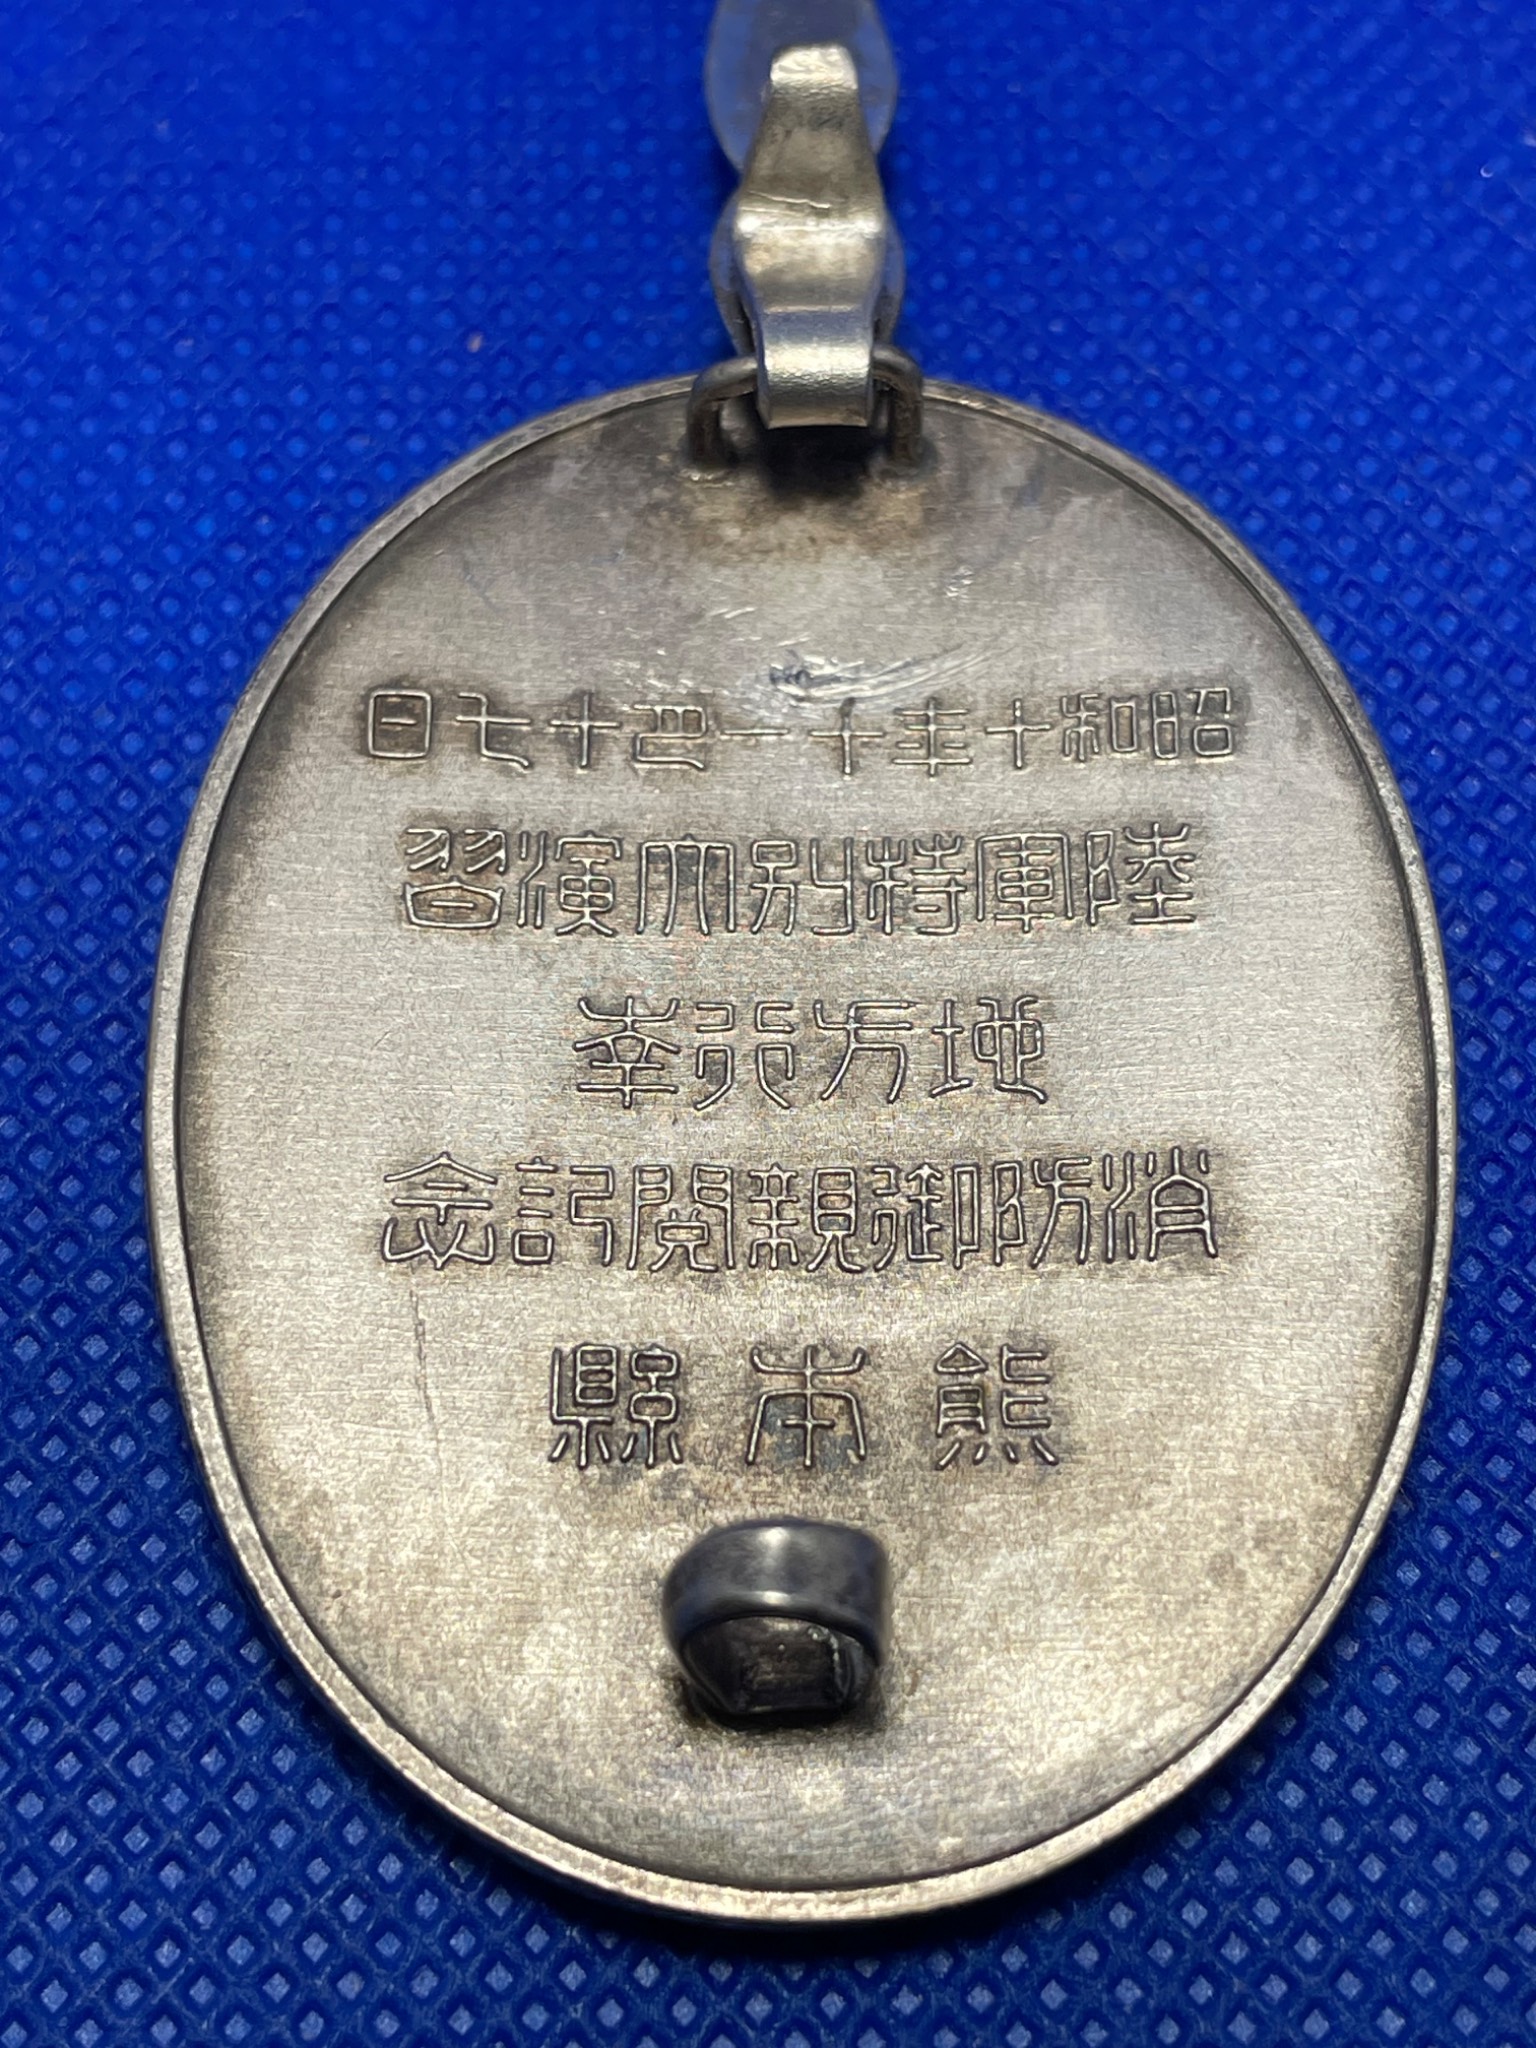 昭和十年十一月十七日
陸軍特別大演習
地方行幸
消防御親閲記念
熊本縣